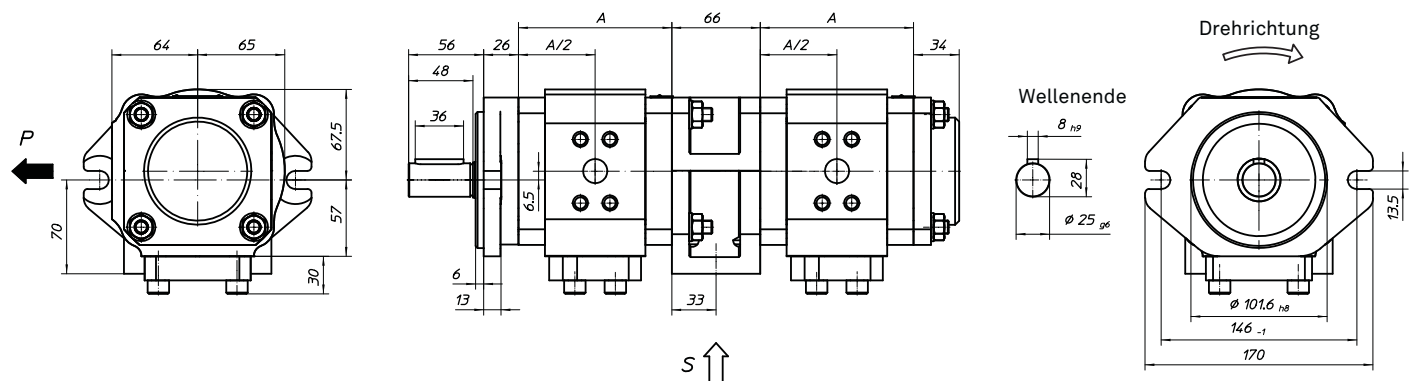 64
65
P
67.5
57
70
30
A
66
A
56
26
A/2
A/2
34
48
36
6.5
6
13
33
S
Wellenende
8 h9
28
ø 25 g6
Drehrichtung
13.5
ø 101.6 h8
146 -1
170